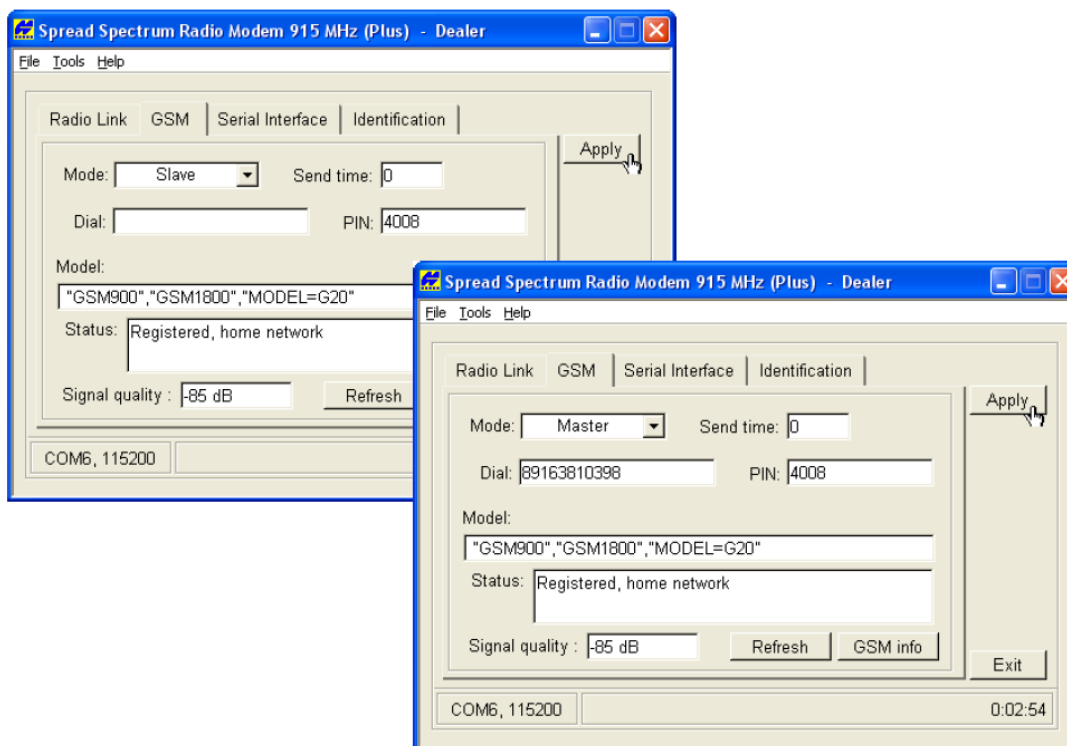 Spread Spectrum Radio Modem 915 MHz (Plus) - Dealer
File Tools Help
Radio Link GSM Serial Interface Identification
Apply
Mode: Slave Send time: 0
Dial: PIN: 4008
Model:
"GSM900","GSM1800","MODEL=G20"
Status: Registered, home network
Signal quality : -85 dB Refresh
COM6, 115200
Spread Spectrum Radio Modem 915 MHz (Plus) - Dealer
File Tools Help
Radio Link GSM Serial Interface Identification
Apply
Mode: Master Send time: 0
Dial: 89163810398 PIN: 4008
Model:
"GSM900","GSM1800","MODEL=G20"
Status: Registered, home network
Signal quality : -85 dB Refresh GSM info
Exit
COM6, 115200 0:02:54